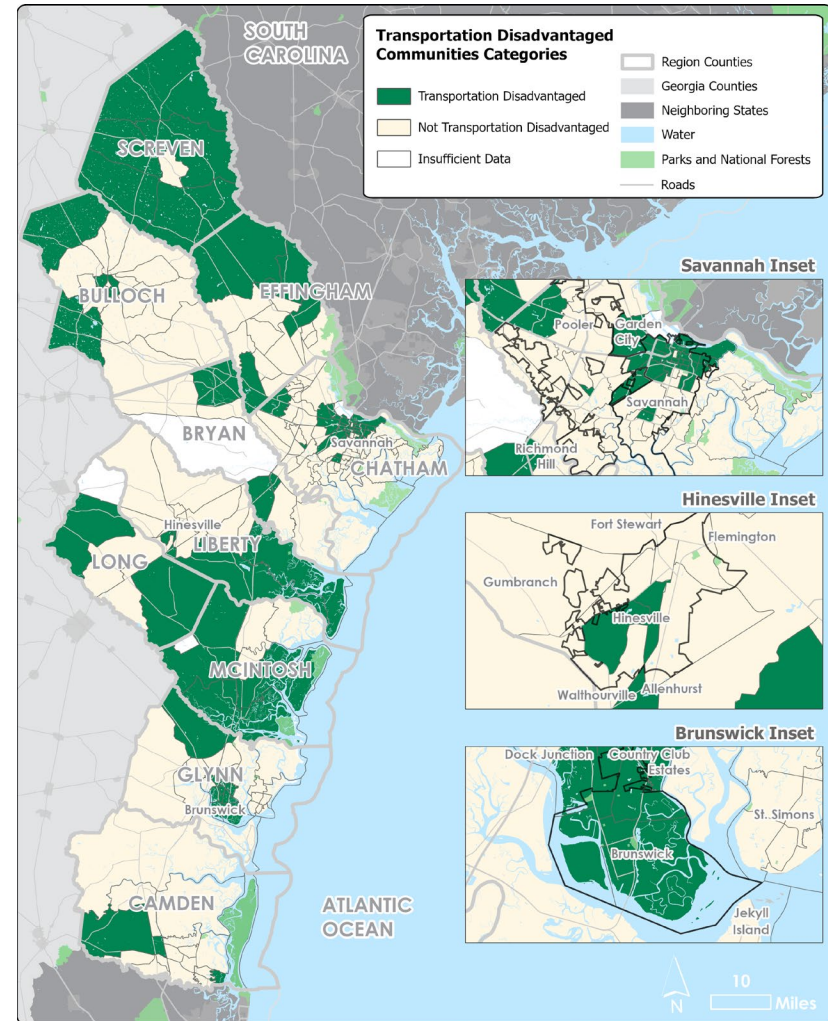 SOUTH
CAROLINA
Transportation Disadvantaged
Communities Categories
Transportation Disadvantaged
Not Transportation Disadvantaged
Insufficient Data
Region Counties
Georgia Counties
Neighboring States
Water
Parks and National Forests
Roads
SCREVEN
BULLOCH
EFFINGHAM
BRYAN
Savannah
CHATHAM
Hinesville
LIBERTY
LONG
MCINTOSH
GLYNN
Brunswick
CAMDEN
ATLANTIC
OCEAN
Savannah Inset
Pooler
Garden
City
Savannah
Richmond
Hill
Hinesville Inset
Fort Stewart
Flemington
Gumbranch
Hinesville
Walthourville
Allenhurst
Brunswick Inset
Dock Junction
Country Club
Estates
St. Simons
Brunswick
Jekyll
Island
N
10
Miles